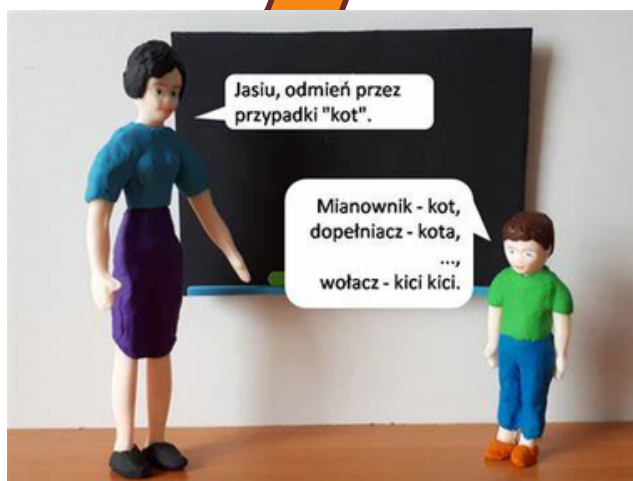 Jasiu, odmień przez
przypadki "kot".
Mianownik - kot,
dopełniacz - kota,
...,
wołacz - kici kici.